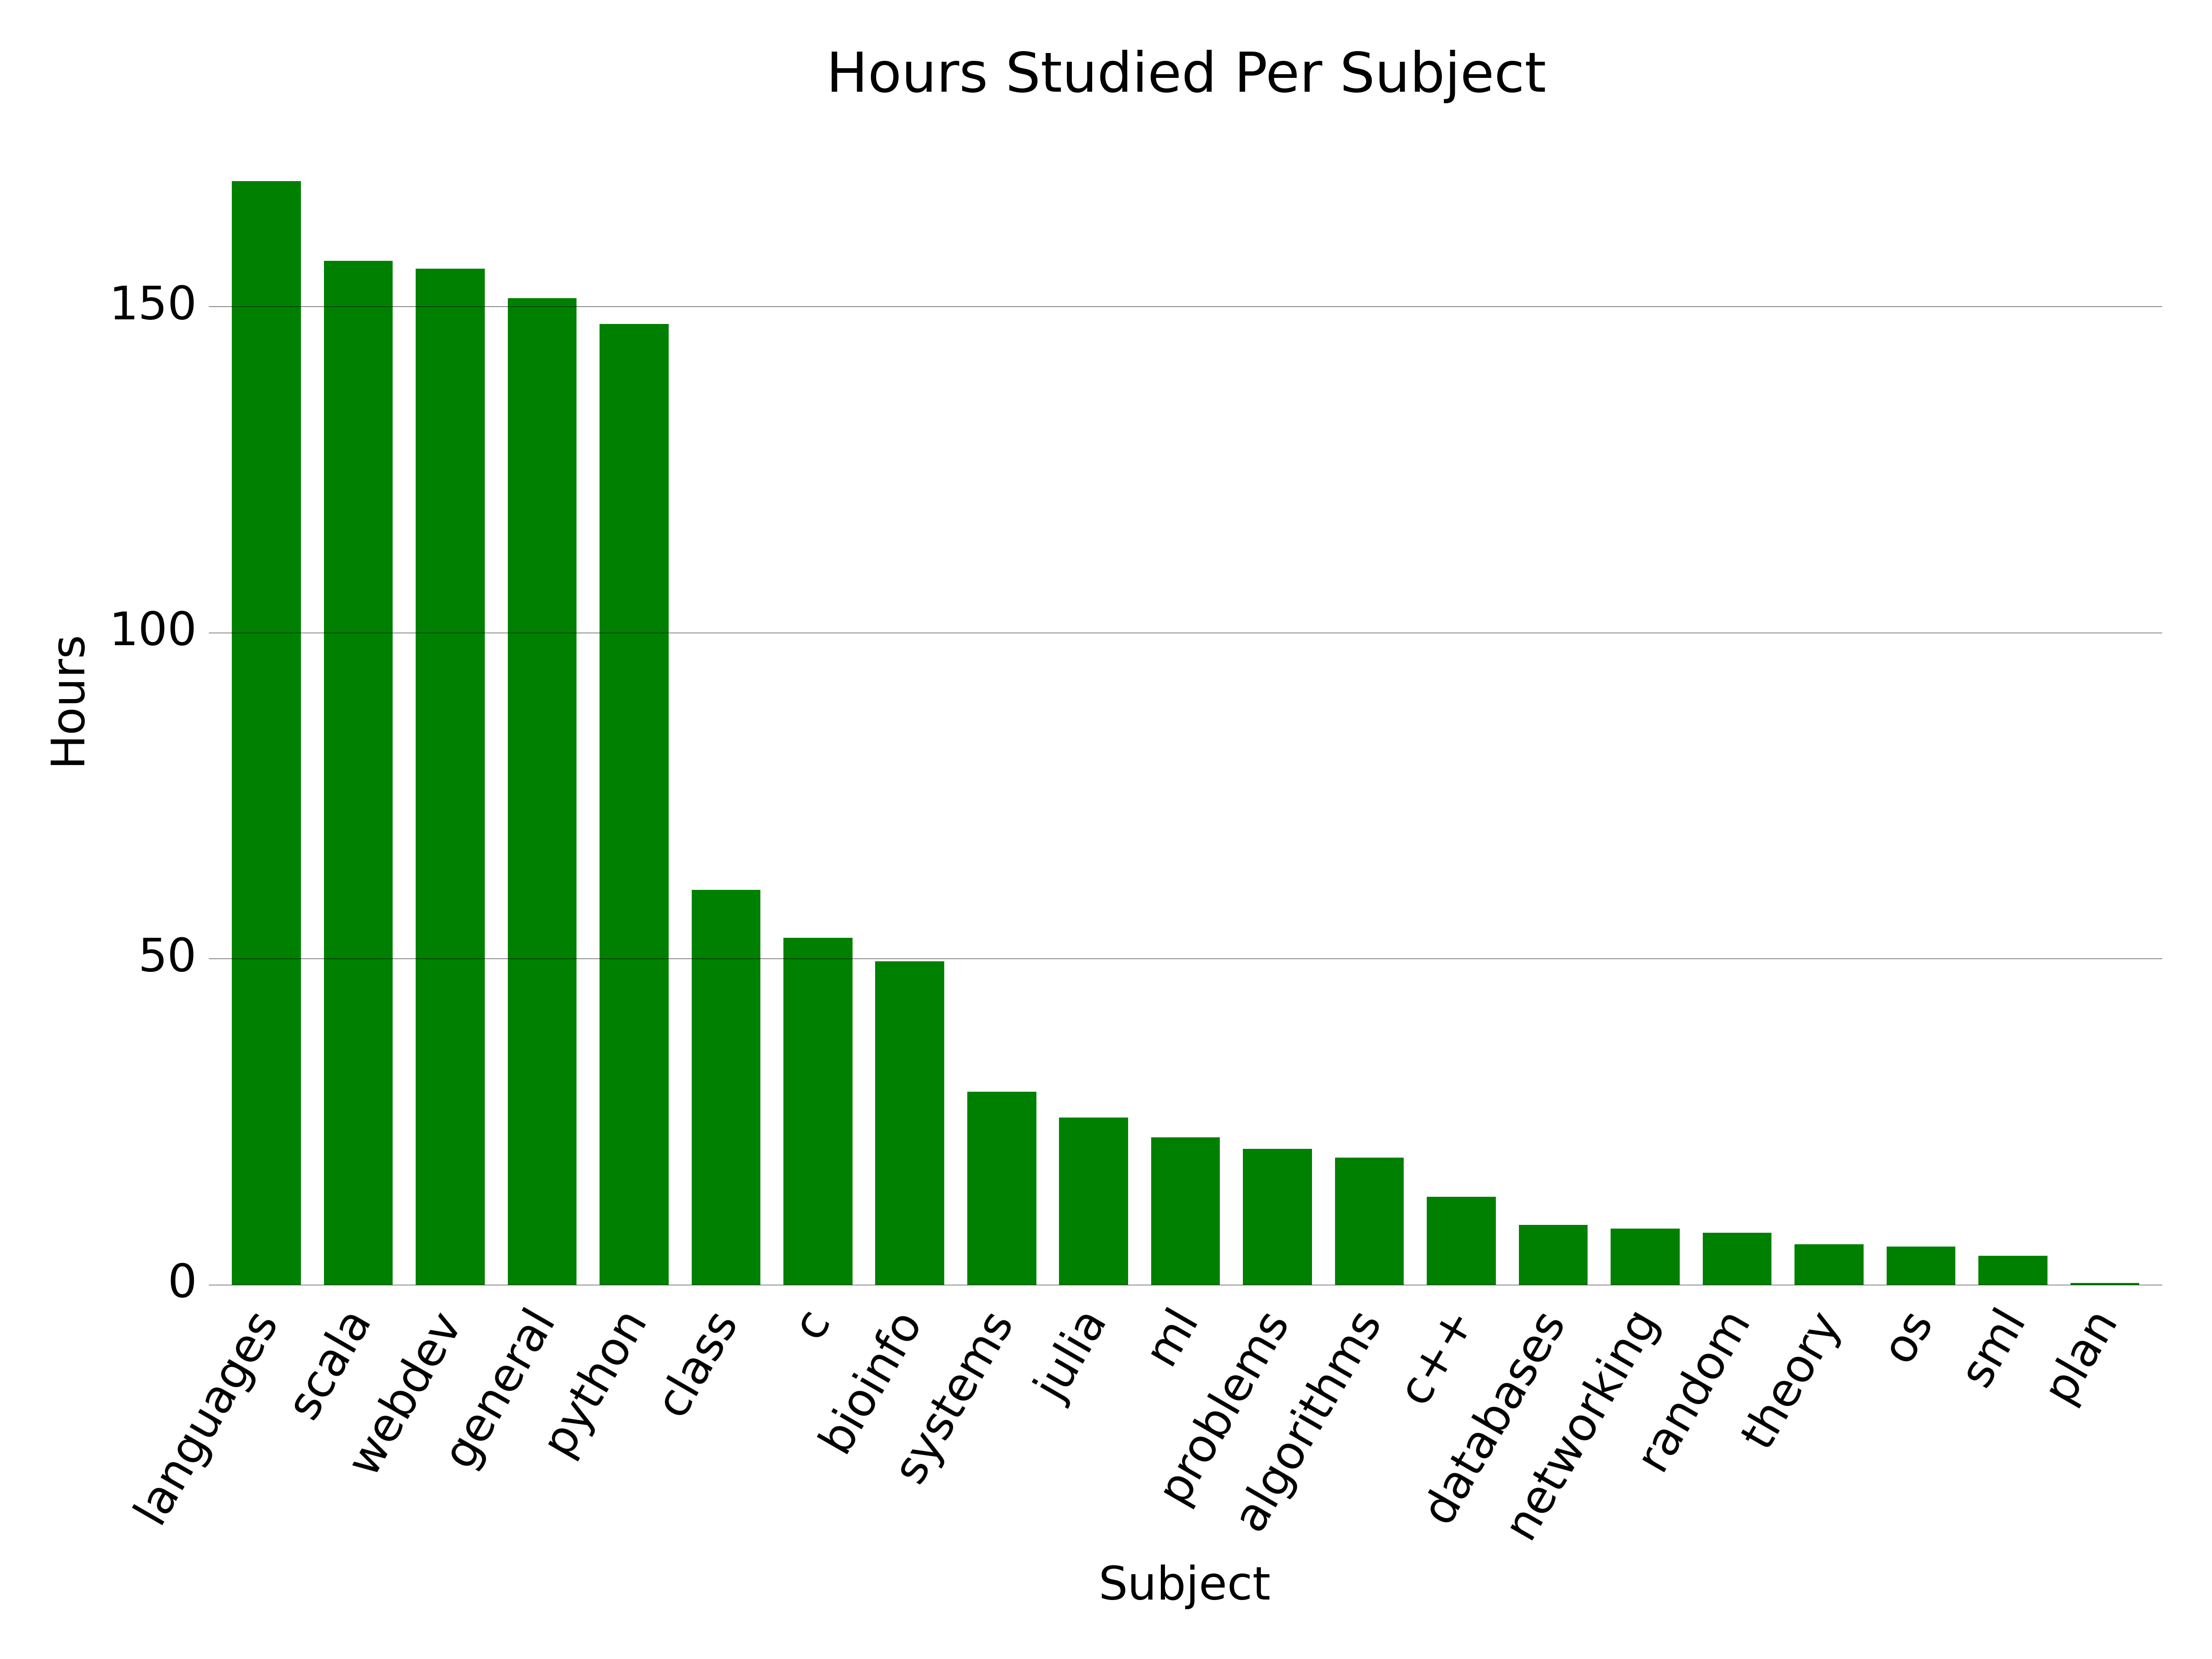 Hours Studied Per Subject
150
100
50
0
Hours
languages
scala
webdev
general
python
class
c
bioinfo
systems
julia
ml
problems
algorithms
c++
databases
networking
random
theory
os
sml
plan
Subject